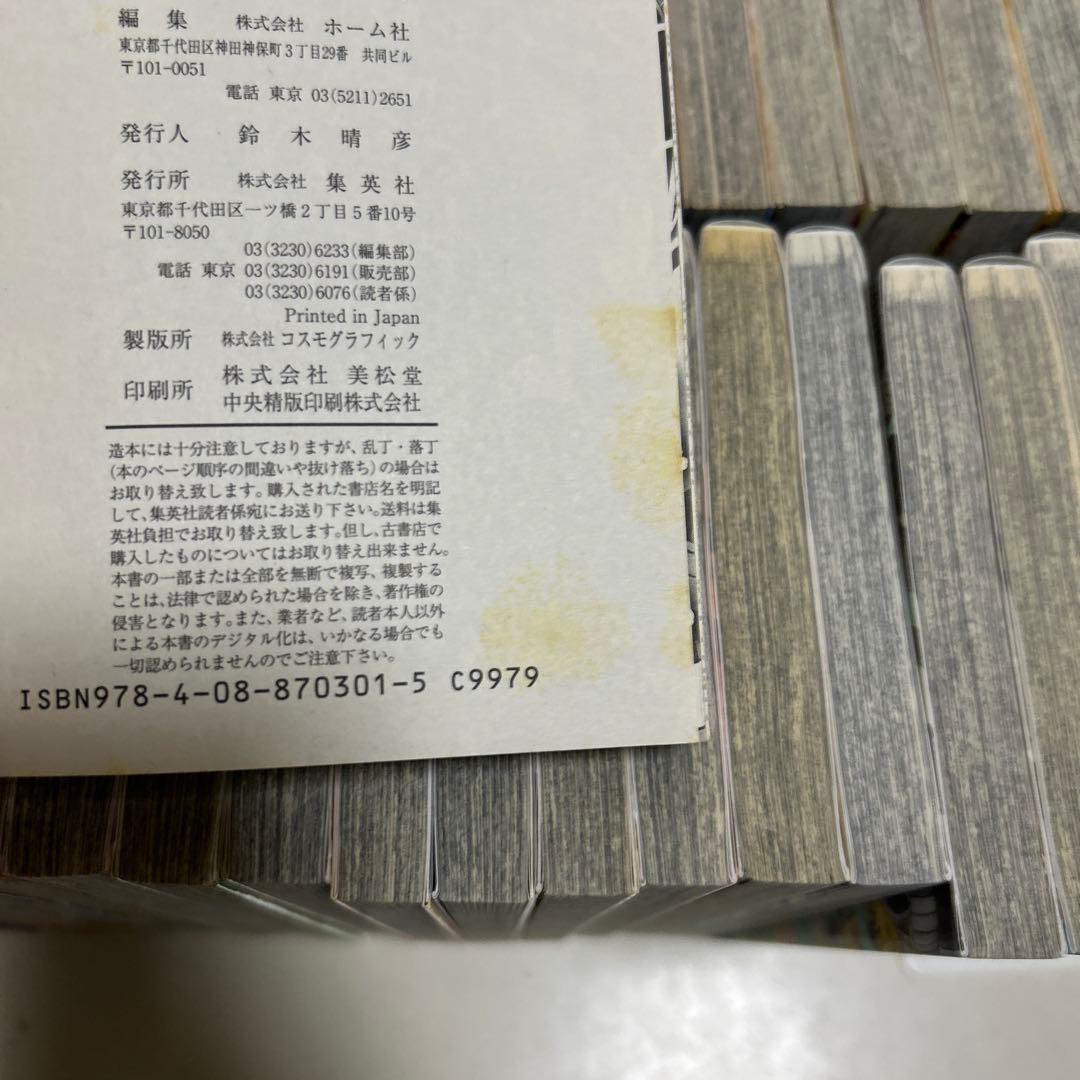 編 集 株式会社 ホーム社
東京都千代田区神田神保町3丁目29番 共同ビル
〒101-0051
電話 東京 03(5211)2651
発行人 鈴木晴彦
発行所 株式会社 集英社
東京都千代田区一ツ橋2丁目5番10号
〒101-8050
03(3230)6233(編集部)
電話 東京 03(3230)6191(販売部)
03(3230)6076(読者係)
Printed in Japan
製版所 株式会社 コスモグラフィック
印刷所 株式会社 美松堂
中央精版印刷株式会社
造本には十分注意しておりますが、乱丁・落丁
(本のページ順序の間違いや抜け落ち)の場合は
お取り替え致します。購入された書店名を明記
して、集英社読者係宛にお送り下さい。送料は集
英社負担でお取り替え致します。但し、古書店で
購入したものについてはお取り替え出来ません。
本書の一部または全部を無断で複写、複製する
ことは、法律で認められた場合を除き、著作権の
侵害となります。また、業者など、読者本人以外
による本書のデジタル化は、いかなる場合でも
一切認められませんのでご注意下さい。
ISBN978-4-08-870301-5 C9979